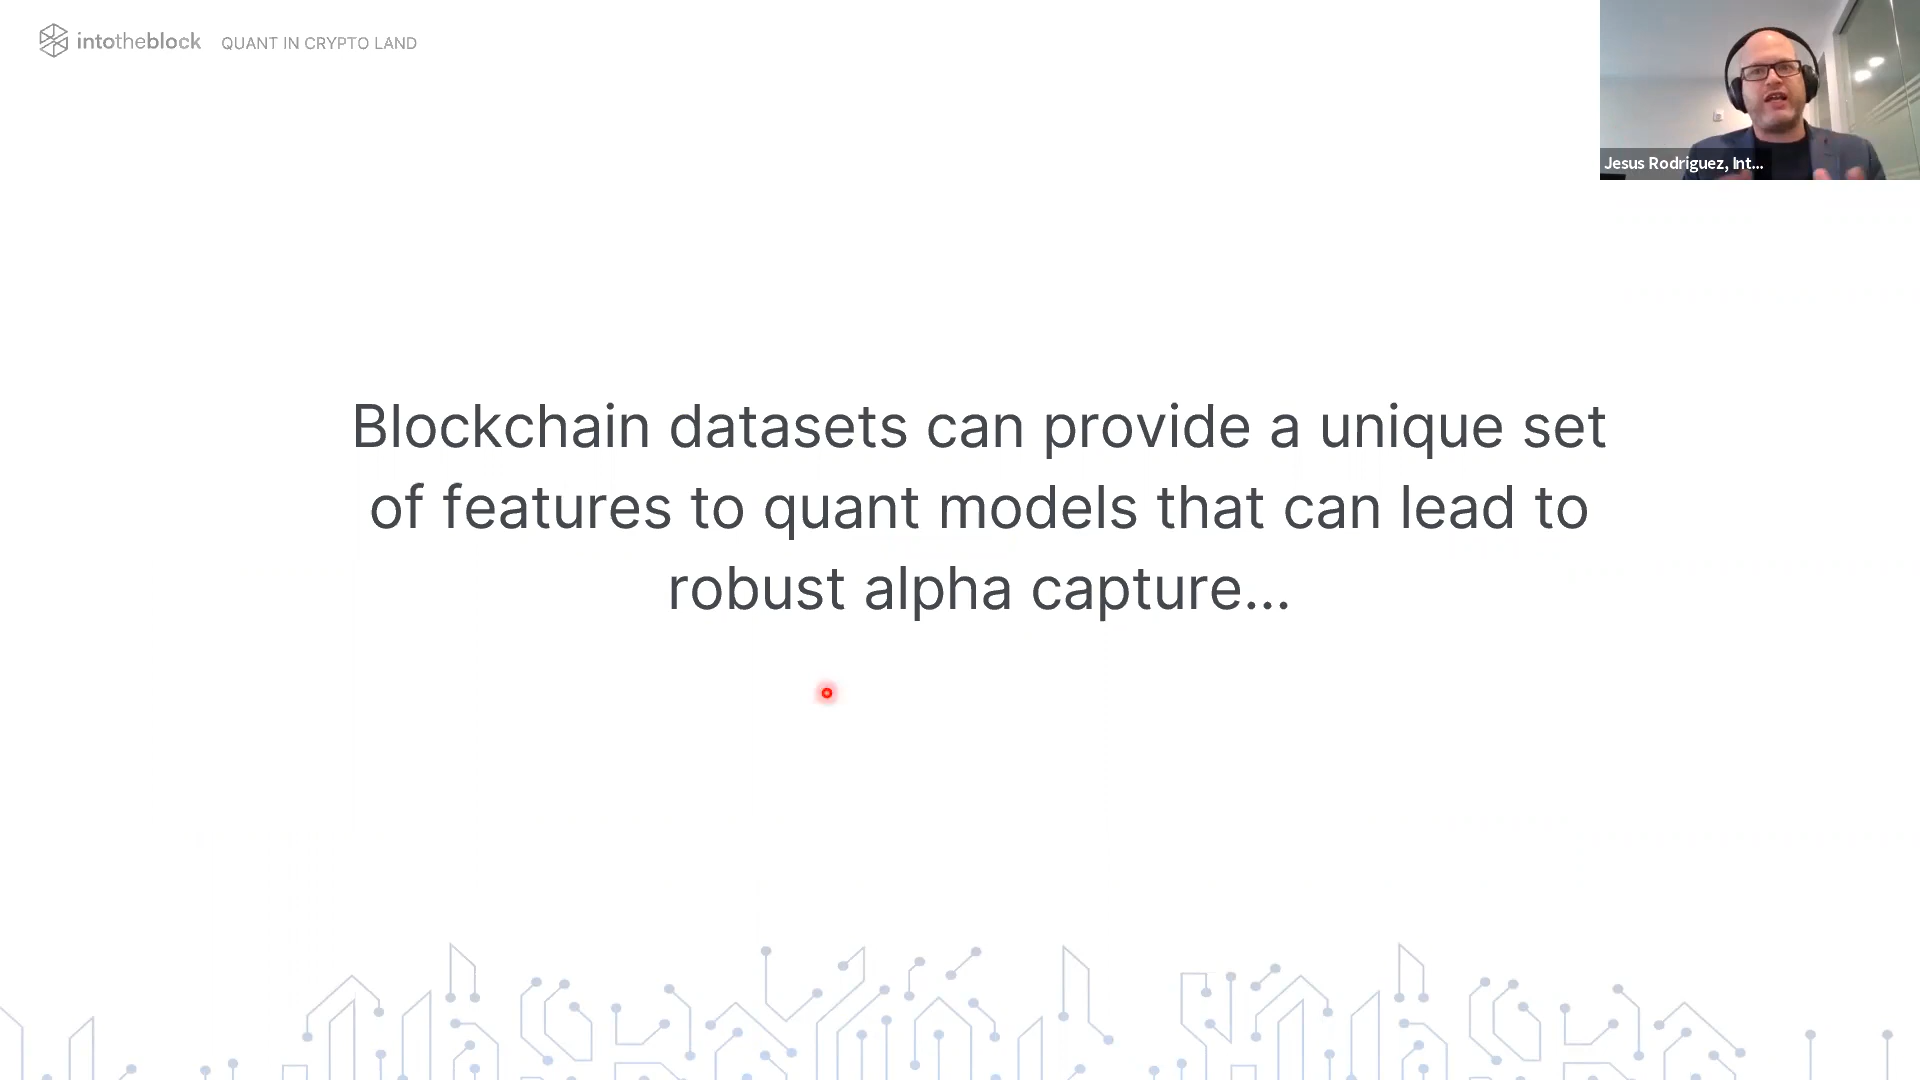 intotheblock QUANT IN CRYPTO LAND
Jesus Rodriguez, Int...
Blockchain datasets can provide a unique set
of features to quant models that can lead to
robust alpha capture...